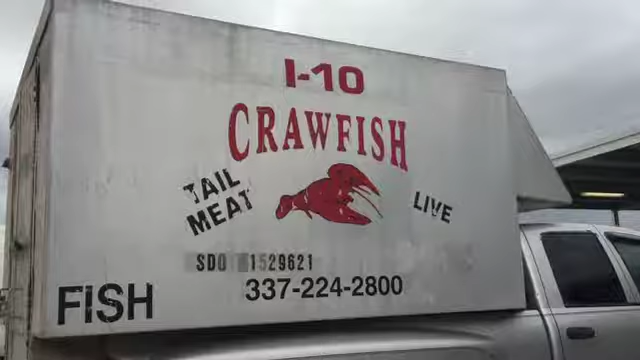 I-10
CRAWFISH
TAIL MEAT
LIVE
SDO 1529621
337-224-2800
FISH